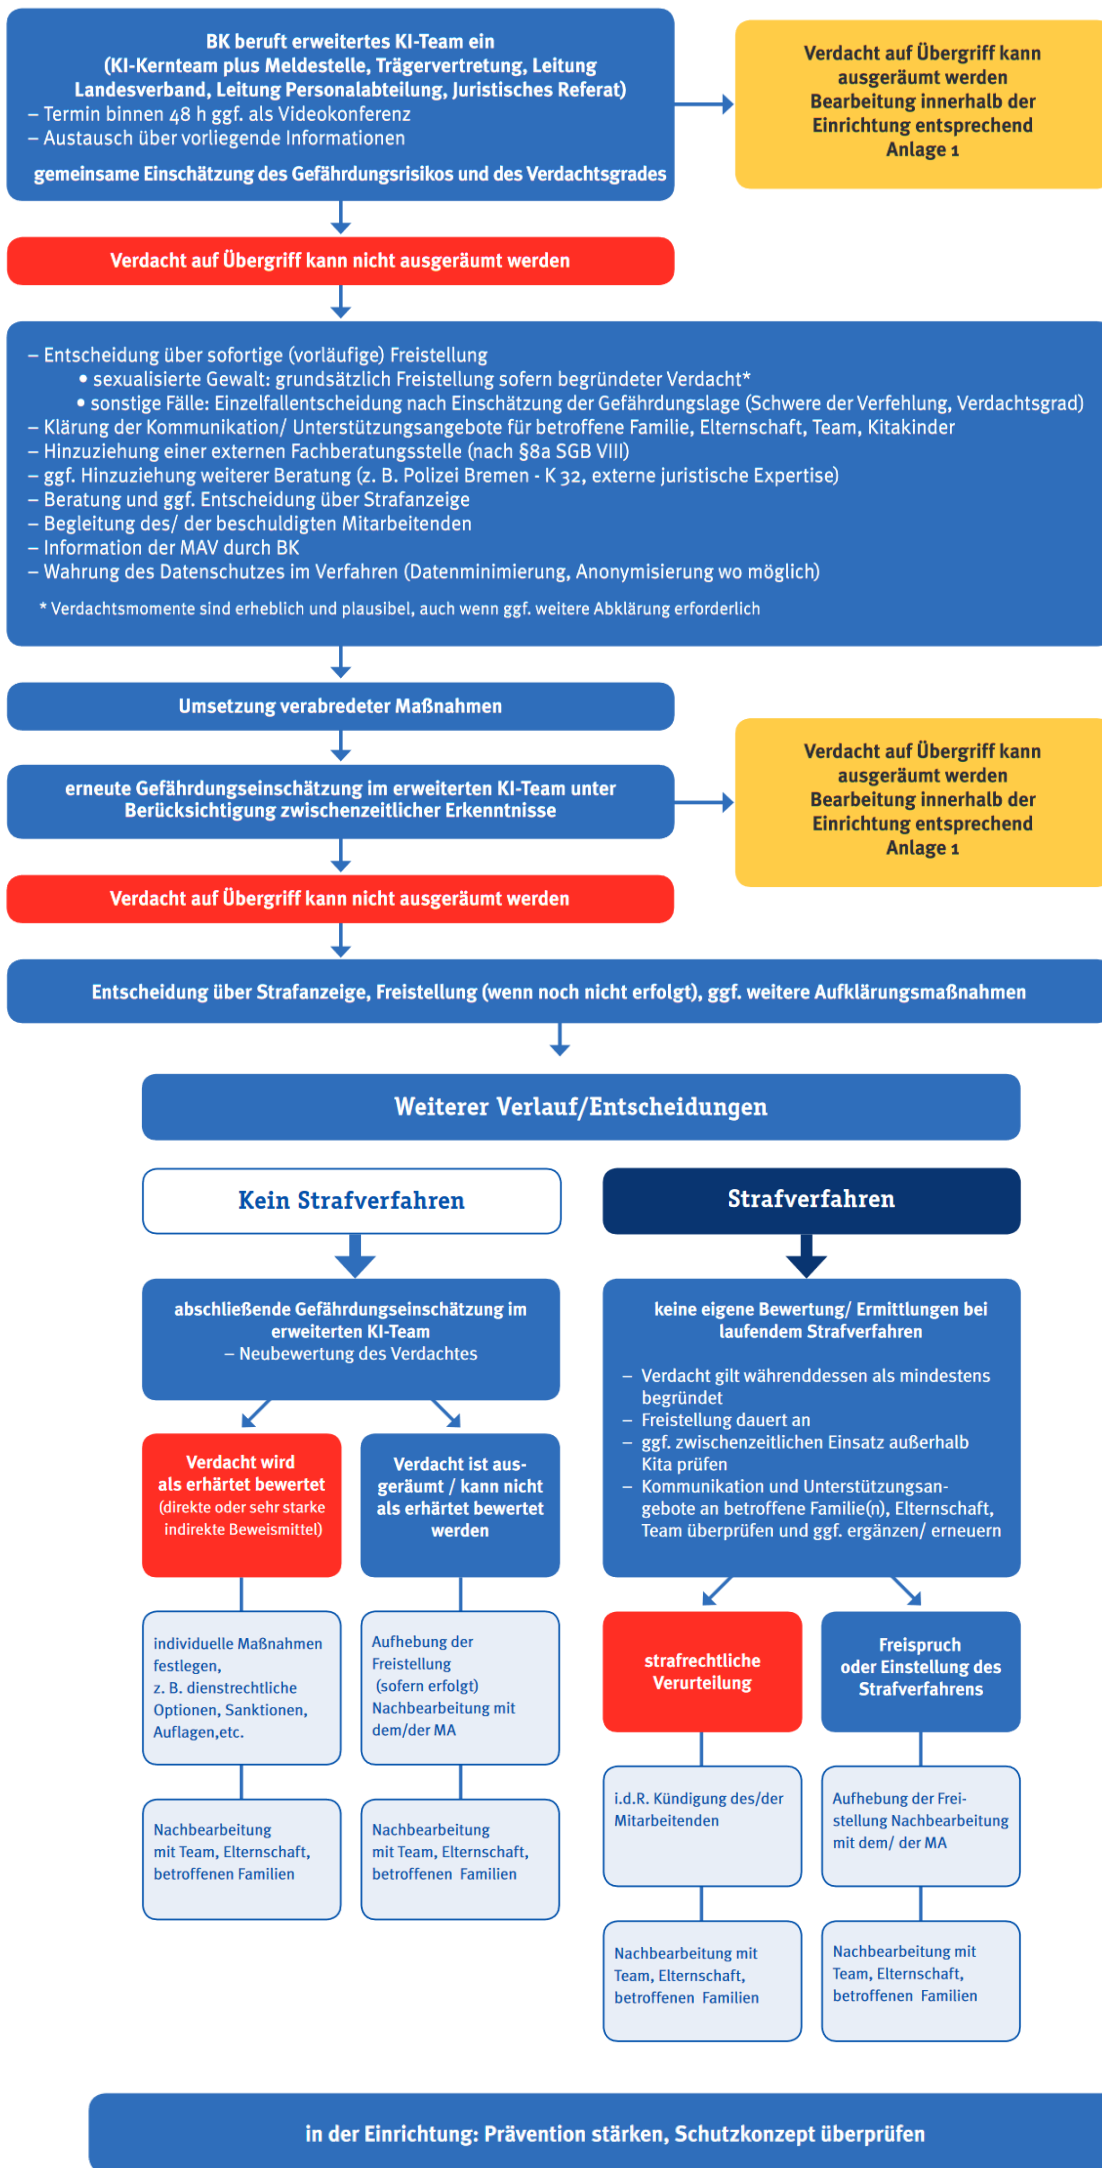 BK beruft erweitertes KI-Team ein
(KI-Kernteam plus Meldestelle, Trägervertretung, Leitung
Landesverband, Leitung Personalabteilung, Juristisches Referat)
– Termin binnen 48 h ggf. als Videokonferenz
– Austausch über vorliegende Informationen
gemeinsame Einschätzung des Gefährdungsrisikos und des Verdachtsgrades
Verdacht auf Übergriff kann
ausgeräumt werden
Bearbeitung innerhalb der
Einrichtung entsprechend
Anlage 1
Verdacht auf Übergriff kann nicht ausgeräumt werden
– Entscheidung über sofortige (vorläufige) Freistellung
• sexualisierte Gewalt: grundsätzlich Freistellung sofern begründeter Verdacht*
• sonstige Fälle: Einzelfallentscheidung nach Einschätzung der Gefährdungslage (Schwere der Verfehlung, Verdachtsgrad)
– Klärung der Kommunikation/ Unterstützungsangebote für betroffene Familie, Elternschaft, Team, Kitakinder
– Hinzuziehung einer externen Fachberatungsstelle (nach §8a SGB VIII)
– ggf. Hinzuziehung weiterer Beratung (z. B. Polizei Bremen - K 32, externe juristische Expertise)
– Beratung und ggf. Entscheidung über Strafanzeige
– Begleitung des/ der beschuldigten Mitarbeitenden
– Information der MAV durch BK
– Wahrung des Datenschutzes im Verfahren (Datenminimierung, Anonymisierung wo möglich)
* Verdachtsmomente sind erheblich und plausibel, auch wenn ggf. weitere Abklärung erforderlich
Umsetzung verabredeter Maßnahmen
erneute Gefährdungseinschätzung im erweiterten KI-Team unter
Berücksichtigung zwischenzeitlicher Erkenntnisse
Verdacht auf Übergriff kann
ausgeräumt werden
Bearbeitung innerhalb der
Einrichtung entsprechend
Anlage 1
Verdacht auf Übergriff kann nicht ausgeräumt werden
Entscheidung über Strafanzeige, Freistellung (wenn noch nicht erfolgt), ggf. weitere Aufklärungsmaßnahmen
Weiterer Verlauf/Entscheidungen
Kein Strafverfahren
abschließende Gefährdungseinschätzung im
erweiterten KI-Team
– Neubewertung des Verdachtes
Verdacht wird
als erhärtet bewertet
(direkte oder sehr starke
indirekte Beweismittel)
individuelle Maßnahmen
festlegen,
z. B. dienstrechtliche
Optionen, Sanktionen,
Auflagen,etc.
Nachbearbeitung
mit Team, Elternschaft,
betroffenen Familien
Verdacht ist aus-
geräumt / kann nicht
als erhärtet bewertet
werden
Aufhebung der
Freistellung
(sofern erfolgt)
Nachbearbeitung mit
dem/der MA
Nachbearbeitung
mit Team, Elternschaft,
betroffenen Familien
Strafverfahren
keine eigene Bewertung/ Ermittlungen bei
laufendem Strafverfahren
– Verdacht gilt währenddessen als mindestens
begründet
– Freistellung dauert an
– ggf. zwischenzeitlichen Einsatz außerhalb
Kita prüfen
– Kommunikation und Unterstützungsan-
gebote an betroffene Familie(n), Elternschaft,
Team überprüfen und ggf. ergänzen/ erneuern
strafrechtliche
Verurteilung
i.d.R. Kündigung des/der
Mitarbeitenden
Nachbearbeitung mit
Team, Elternschaft,
betroffenen Familien
Freispruch
oder Einstellung des
Strafverfahrens
Aufhebung der Frei-
stellung Nachbearbeitung
mit dem/ der MA
Nachbearbeitung mit
Team, Elternschaft,
betroffenen Familien
in der Einrichtung: Prävention stärken, Schutzkonzept überprüfen